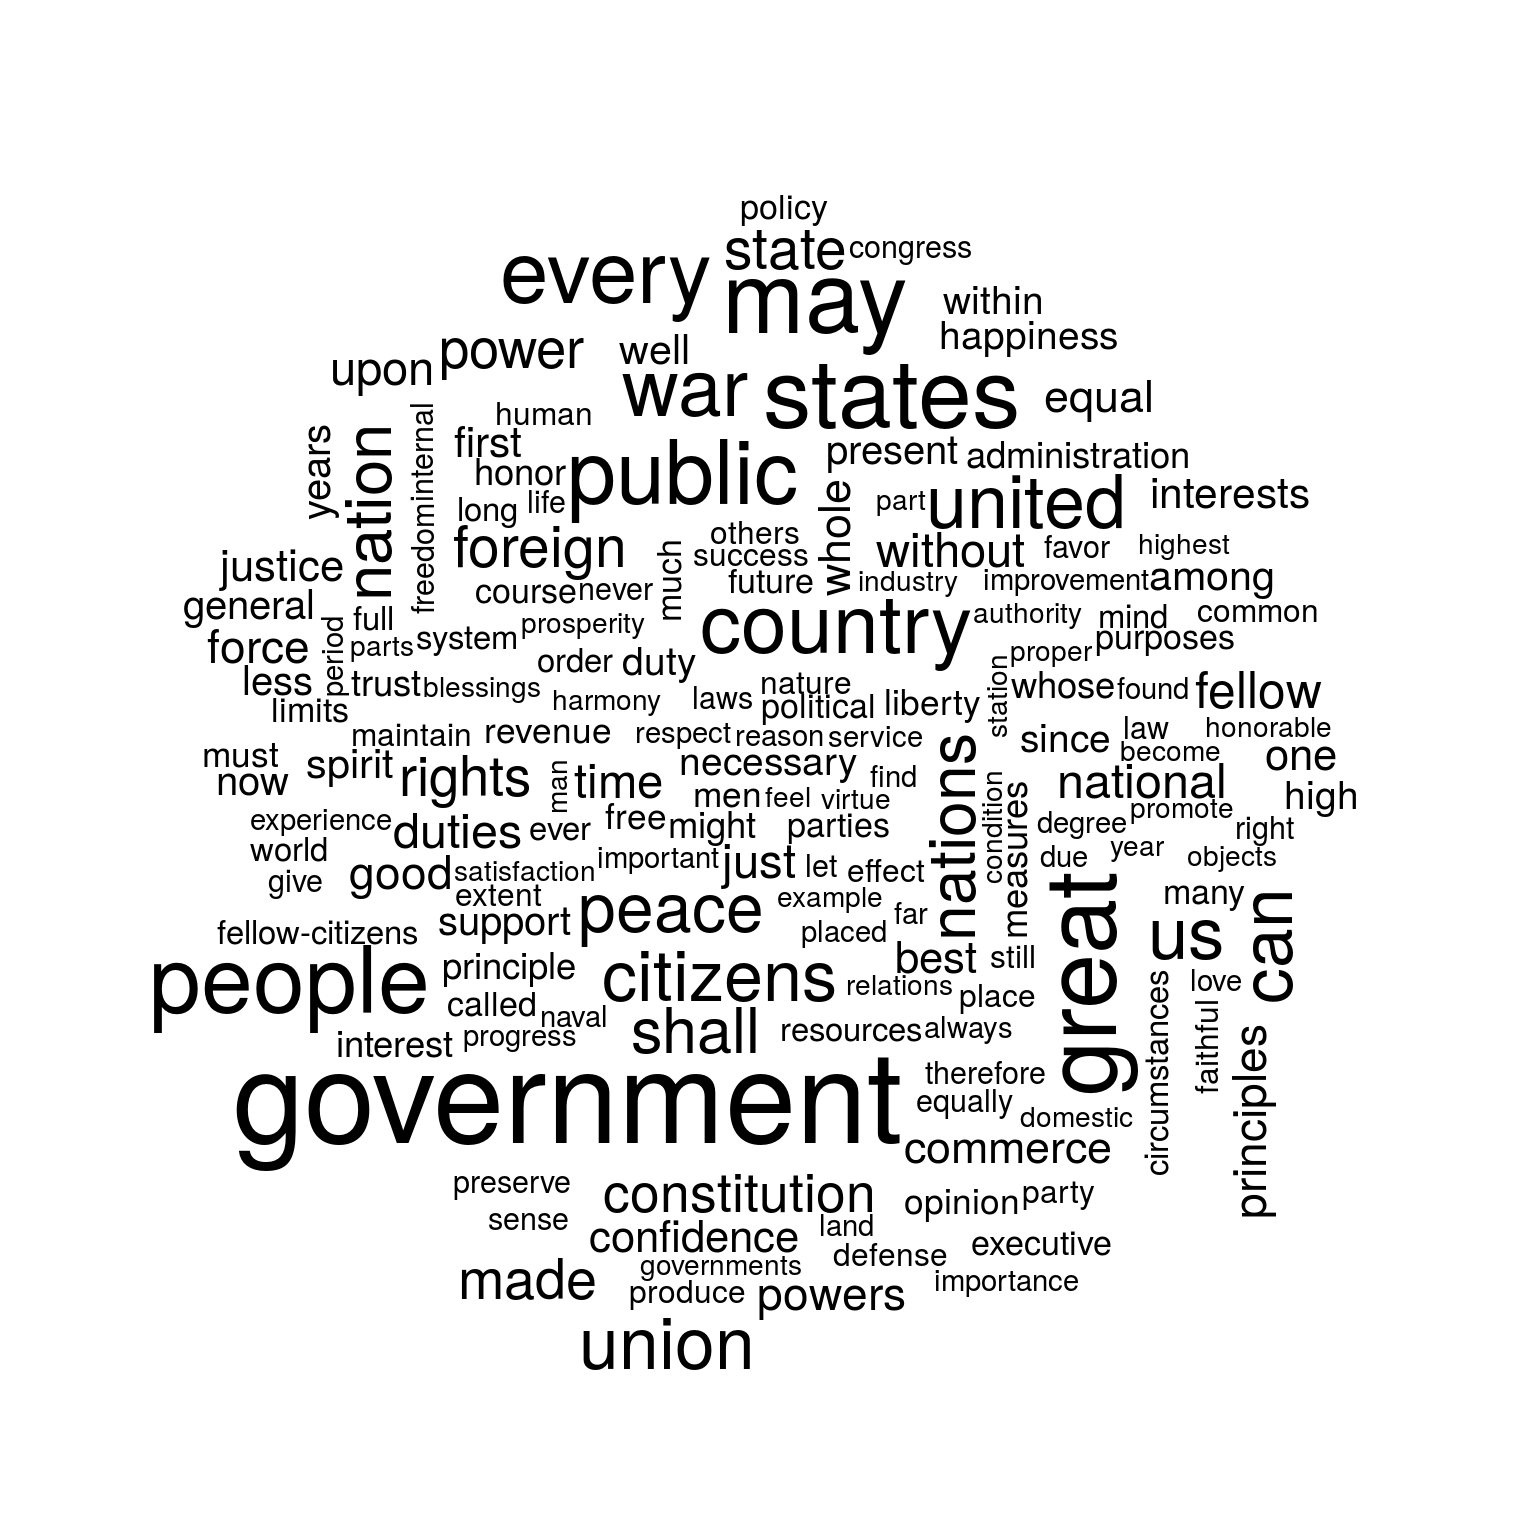 policy
state congress
every may within
happiness
upon power well
war states equal
human
years nation freedom internal first
honor public present administration
long life whole part united interests
others
justice foreign much success without favor highest
general course never future industry improvement among
full prosperity country authority mind common
force period parts system purposes
order duty proper
less trust blessings nature station whose found fellow
limits harmony laws political liberty
maintain revenue respect reason service since law honorable
must become
now spirit rights man time necessary find nations condition measures national one
men feel virtue promote high
experience duties ever free might parties degree right
world
give good satisfaction important just let effect due year objects
extent example great many can
fellow-citizens support peace placed far us
people principle citizens best still
called relations place circumstances love
naval faithful
interest progress shall resources always principles
government therefore
equally
domestic
commerce
preserve constitution opinion party
sense land
confidence defense executive
made governments importance
produce powers
union